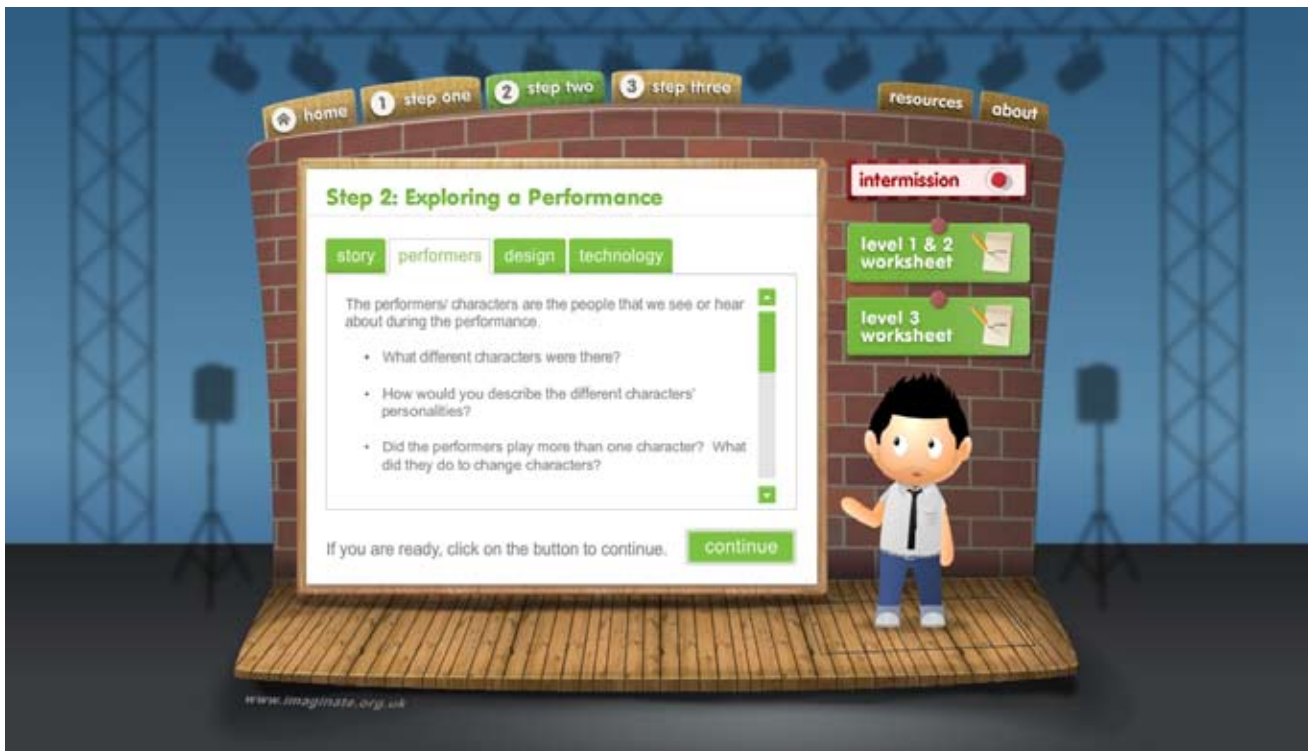 home
1 step one
2 step two
3 step three
resources
about
Step 2: Exploring a Performance
story
performers
design
technology
The performers/ characters are the people that we see or hear
about during the performance.
• What different characters were there?
• How would you describe the different characters'
personalities?
• Did the performers play more than one character? What
did they do to change characters?
If you are ready, click on the button to continue.
continue
intermission
level 1 & 2
worksheet
level 3
worksheet
www.imaginate.org.uk